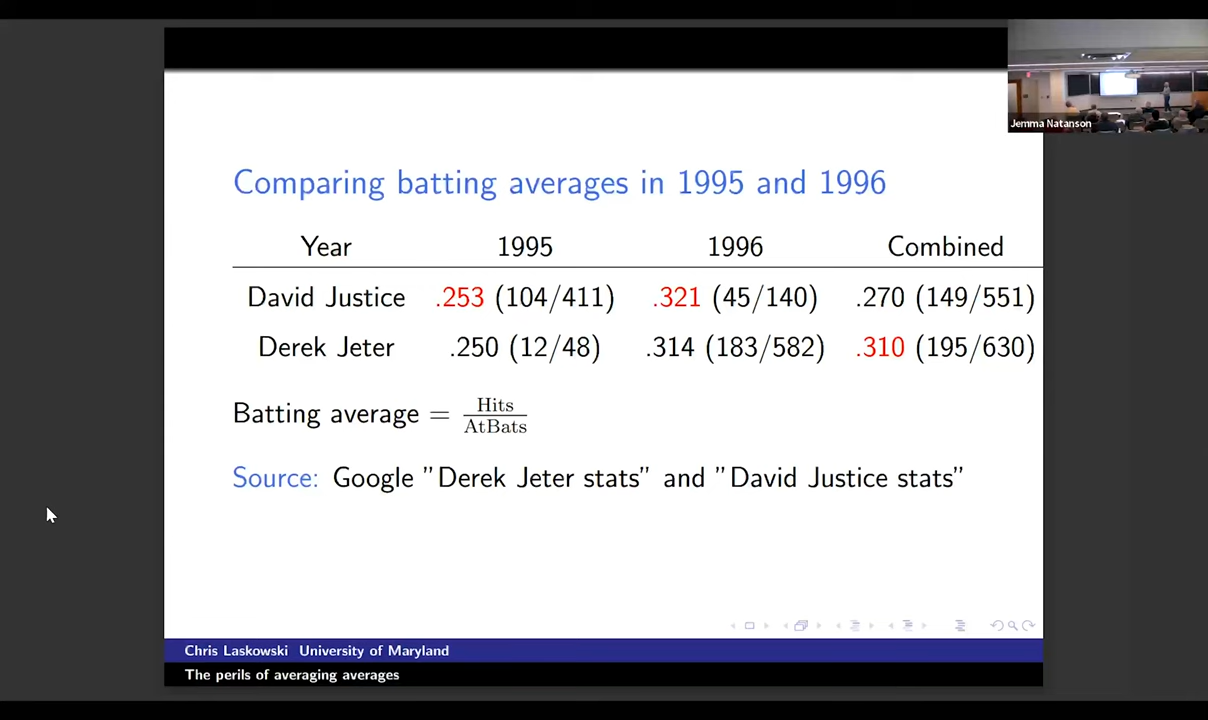 Jemma Natanson
Comparing batting averages in 1995 and 1996
Year 1995 1996 Combined
David Justice .253 (104/411) .321 (45/140) .270 (149/551)
Derek Jeter .250 (12/48) .314 (183/582) .310 (195/630)
Batting average = Hits/AtBats
Source: Google "Derek Jeter stats" and "David Justice stats"
Chris Laskowski University of Maryland
The perils of averaging averages